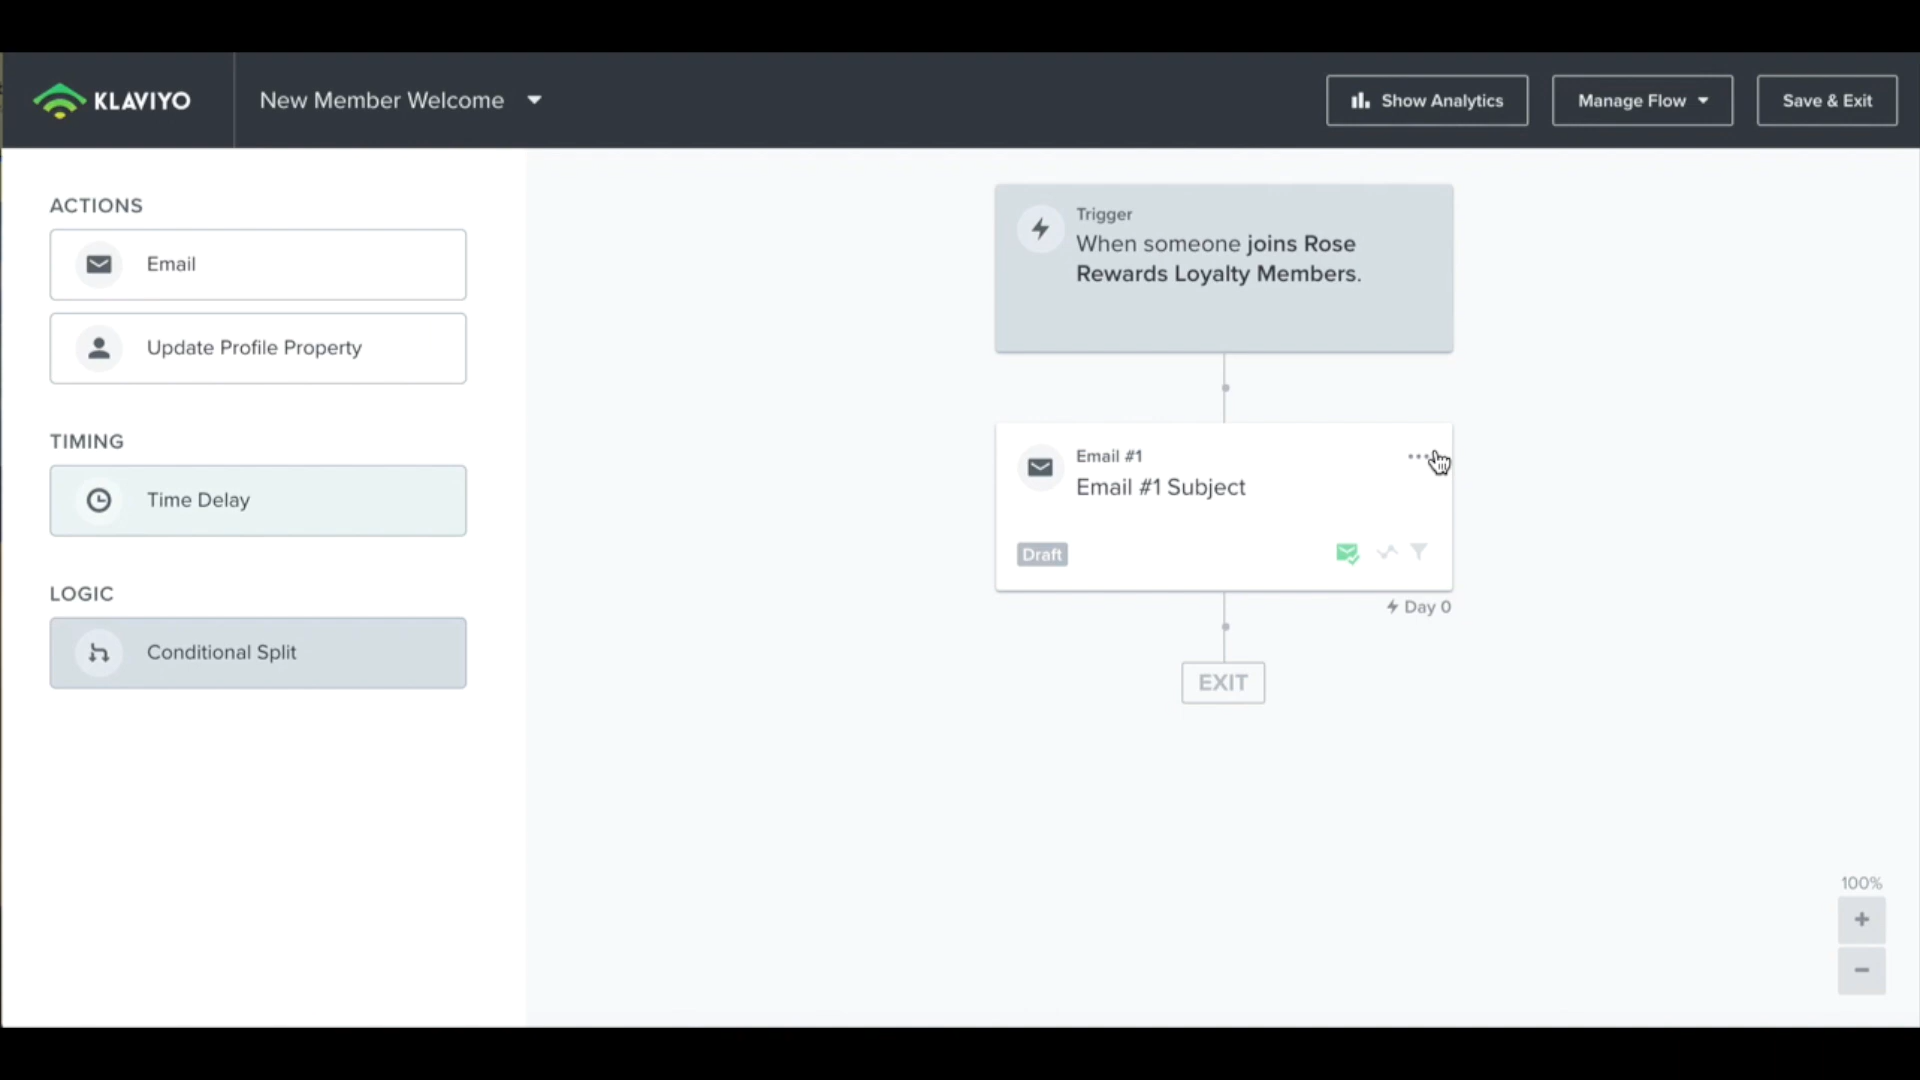 KLAVIYO
New Member Welcome
Show Analytics
Manage Flow
Save & Exit
ACTIONS
Email
Update Profile Property
TIMING
Time Delay
LOGIC
Conditional Split
Trigger
When someone joins Rose
Rewards Loyalty Members.
Email #1
Email #1 Subject
Draft
Day 0
EXIT
100%